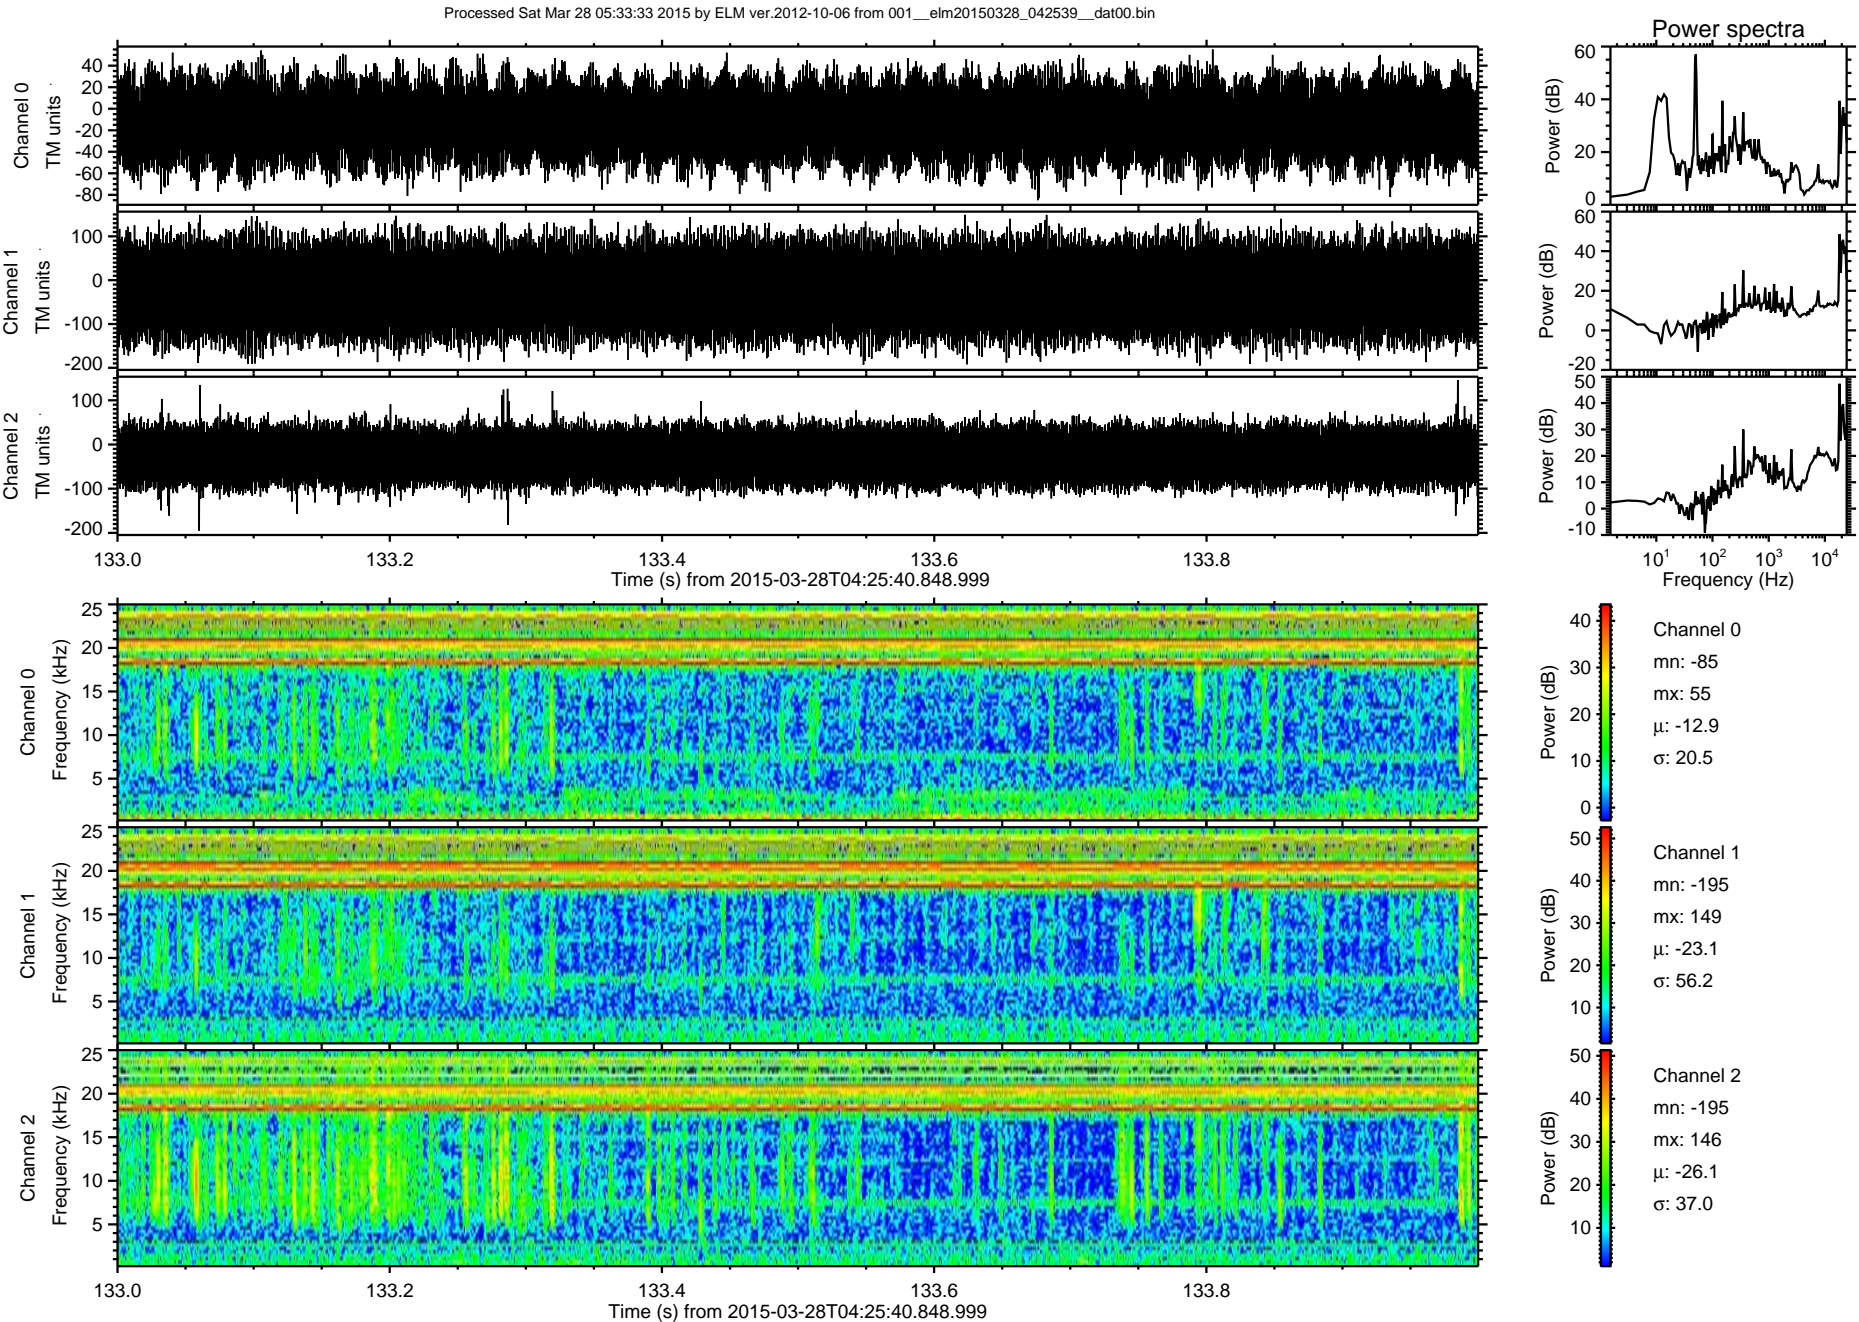 Processed Sat Mar 28 05:33:33 2015 by ELM ver.2012-10-06 from 001__elm20150328_042539__dat00.bin
Power spectra
Channel 0
TM units
40
20
0
-20
-40
-60
-80
Power (dB)
60
40
20
0
Channel 1
TM units
100
0
-100
-200
Power (dB)
60
40
20
0
-20
Channel 2
TM units
100
0
-100
-200
Power (dB)
50
40
30
20
10
0
-10
133.0 133.2 133.4 133.6 133.8
Time (s) from 2015-03-28T04:25:40.848.999
10^1 10^2 10^3 10^4
Frequency (Hz)
Channel 0
Frequency (kHz)
25
20
15
10
5
Power (dB)
40
30
20
10
0
Channel 0
mn: -85
mx: 55
μ: -12.9
σ: 20.5
Channel 1
Frequency (kHz)
25
20
15
10
5
Power (dB)
50
40
30
20
10
Channel 1
mn: -195
mx: 149
μ: -23.1
σ: 56.2
Channel 2
Frequency (kHz)
25
20
15
10
5
Power (dB)
50
40
30
20
10
Channel 2
mn: -195
mx: 146
μ: -26.1
σ: 37.0
133.0 133.2 133.4 133.6 133.8
Time (s) from 2015-03-28T04:25:40.848.999